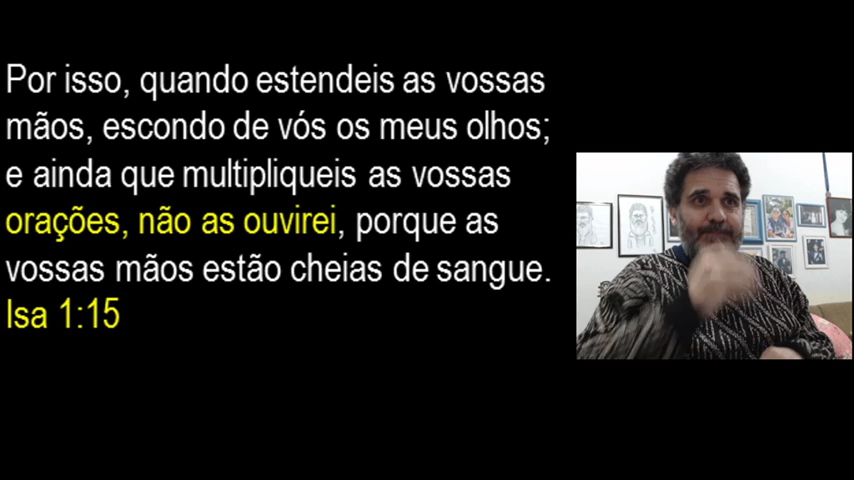 Por isso, quando estendeis as vossas
mãos, escondo de vós os meus olhos;
e ainda que multipliqueis as vossas
orações, não as ouvirei, porque as
vossas mãos estão cheias de sangue.
Isa 1:15